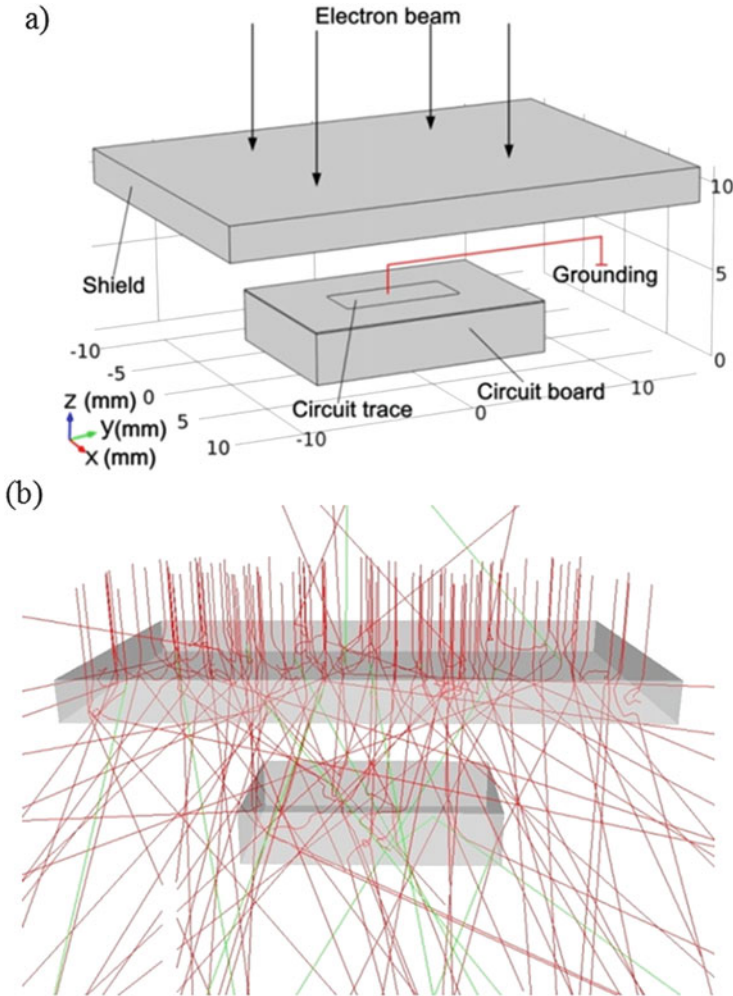 a)
Electron beam
10
Shield
Grounding
5
-10
-5
0
0
Circuit trace
Circuit board
10
z (mm)
5
0
y(mm)
-10
x (mm)
10
(b)